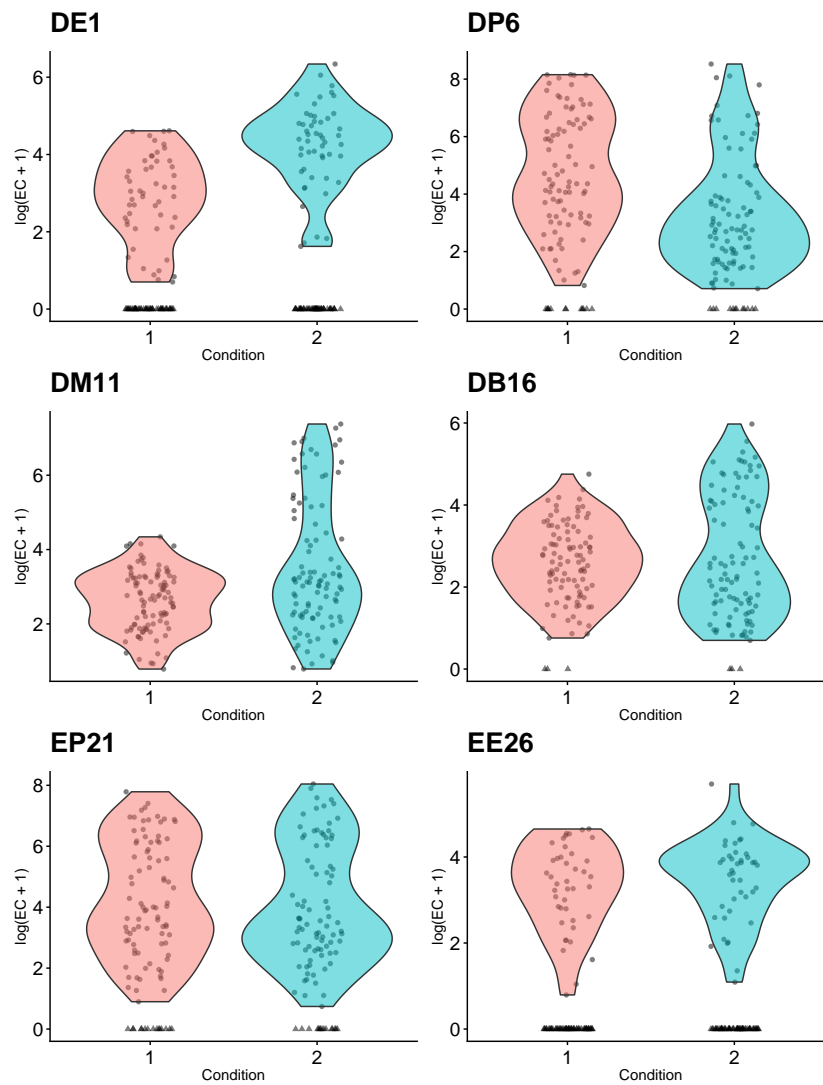 DE1
DP6
log(EC + 1)
6
4
2
0
1
2
Condition
log(EC + 1)
8
6
4
2
0
1
2
Condition
DM11
DB16
log(EC + 1)
6
4
2
1
2
Condition
log(EC + 1)
6
4
2
0
1
2
Condition
EP21
EE26
log(EC + 1)
8
6
4
2
0
1
2
Condition
log(EC + 1)
4
2
0
1
2
Condition